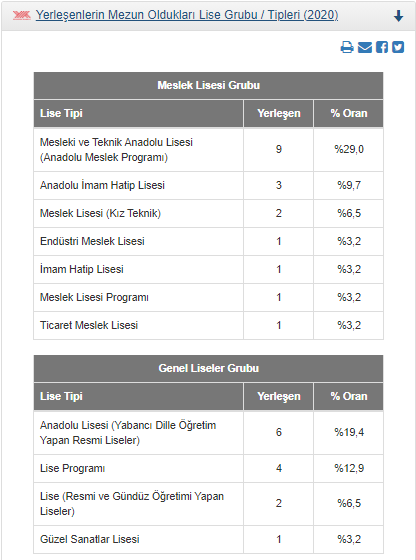 Yerleşenlerin Mezun Oldukları Lise Grubu / Tipleri (2020)
Meslek Lisesi Grubu
Lise Tipi Yerleşen % Oran
Mesleki ve Teknik Anadolu Lisesi
(Anadolu Meslek Programı) 9 %29,0
Anadolu İmam Hatip Lisesi 3 %9,7
Meslek Lisesi (Kız Teknik) 2 %6,5
Endüstri Meslek Lisesi 1 %3,2
İmam Hatip Lisesi 1 %3,2
Meslek Lisesi Programı 1 %3,2
Ticaret Meslek Lisesi 1 %3,2
Genel Liseler Grubu
Lise Tipi Yerleşen % Oran
Anadolu Lisesi (Yabancı Dille Öğretim
Yapan Resmi Liseler) 6 %19,4
Lise Programı 4 %12,9
Lise (Resmi ve Gündüz Öğretimi Yapan
Liseler) 2 %6,5
Güzel Sanatlar Lisesi 1 %3,2